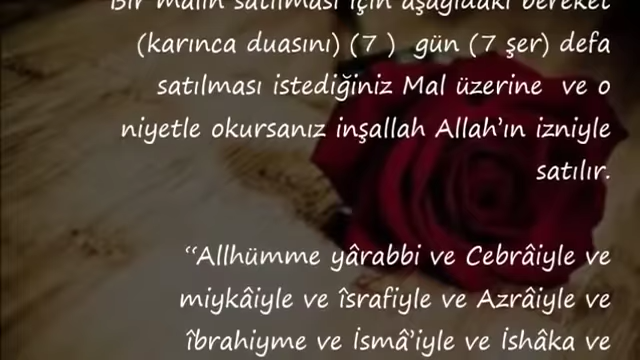 Bir malın satılması için aşağıdaki bereket
(karınca duasını) (7 )  gün (7 şer) defa
satılması istediğiniz Mal üzerine  ve o
niyetle okursanız inşallah Allah’ın izniyle
satılır.
“Allhümme yârabbi ve Cebrâiyle ve
miykâiyle ve îsrafiyle ve Azrâiyle ve
îbrahiyme ve İsmâ’iyle ve İshâka ve